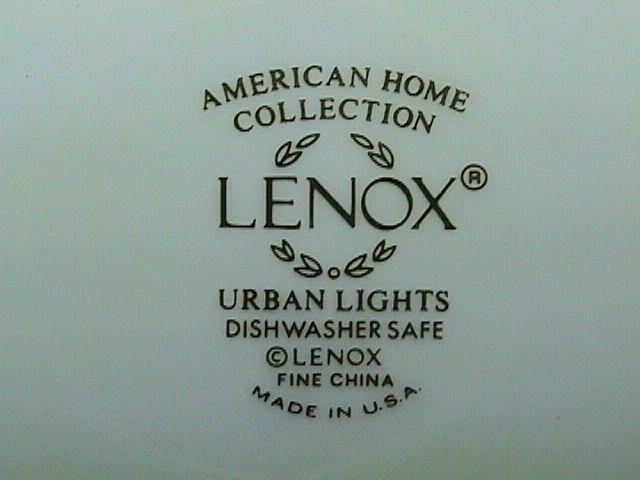 AMERICAN HOME
COLLECTION
LENOX®
URBAN LIGHTS
DISHWASHER SAFE
©LENOX
FINE CHINA
MADE IN U.S.A.